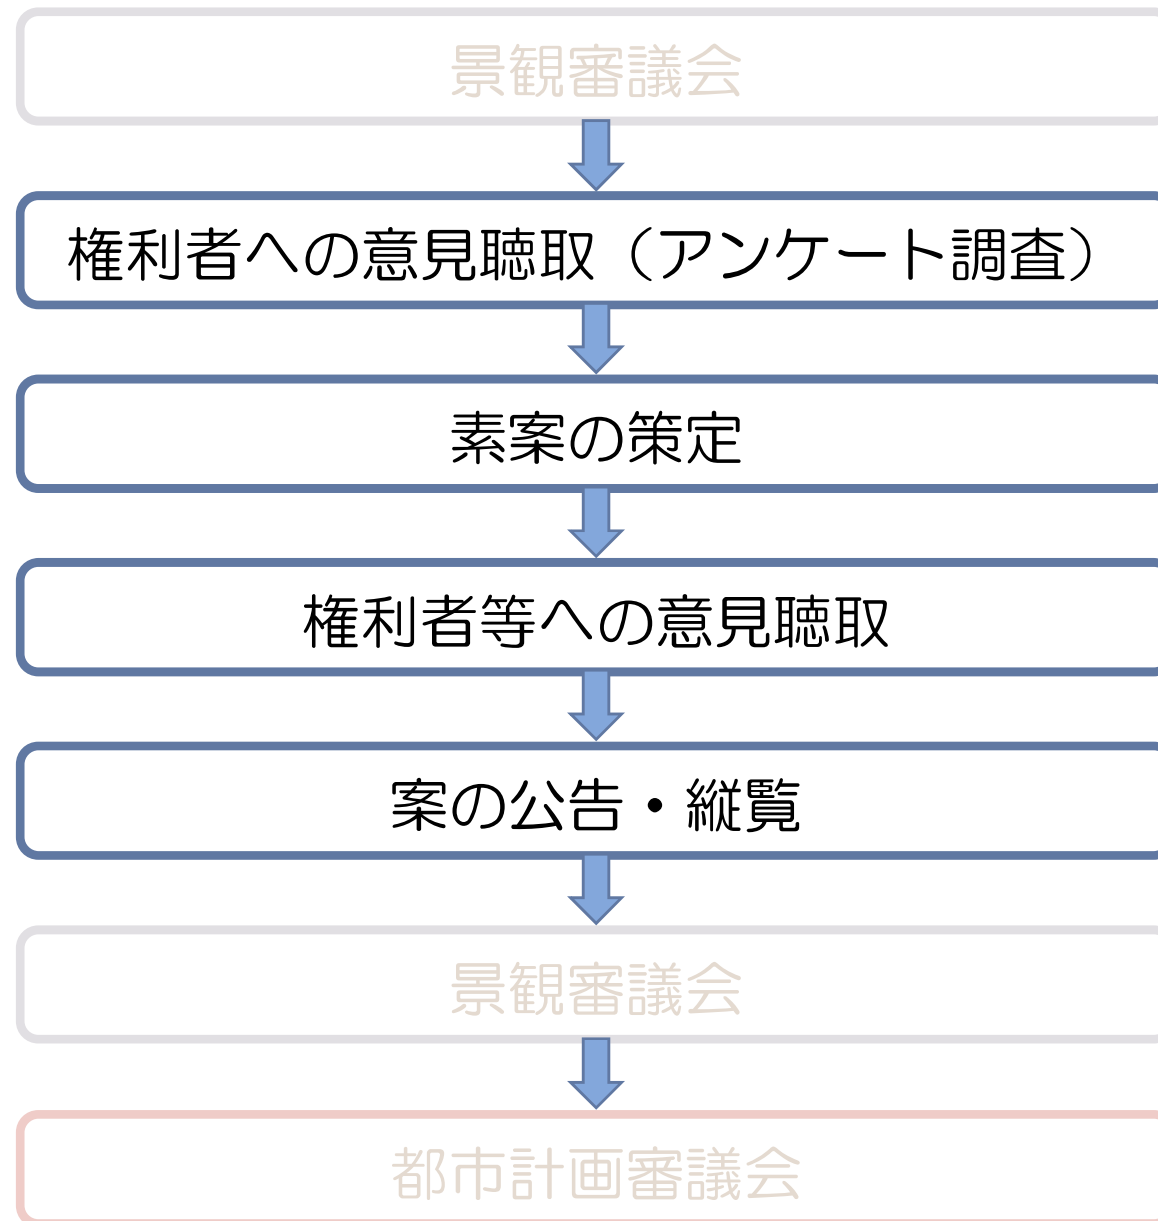 景観審議会
権利者への意見聴取（アンケート調査）
素案の策定
権利者等への意見聴取
案の公告・縦覧
景観審議会
都市計画審議会